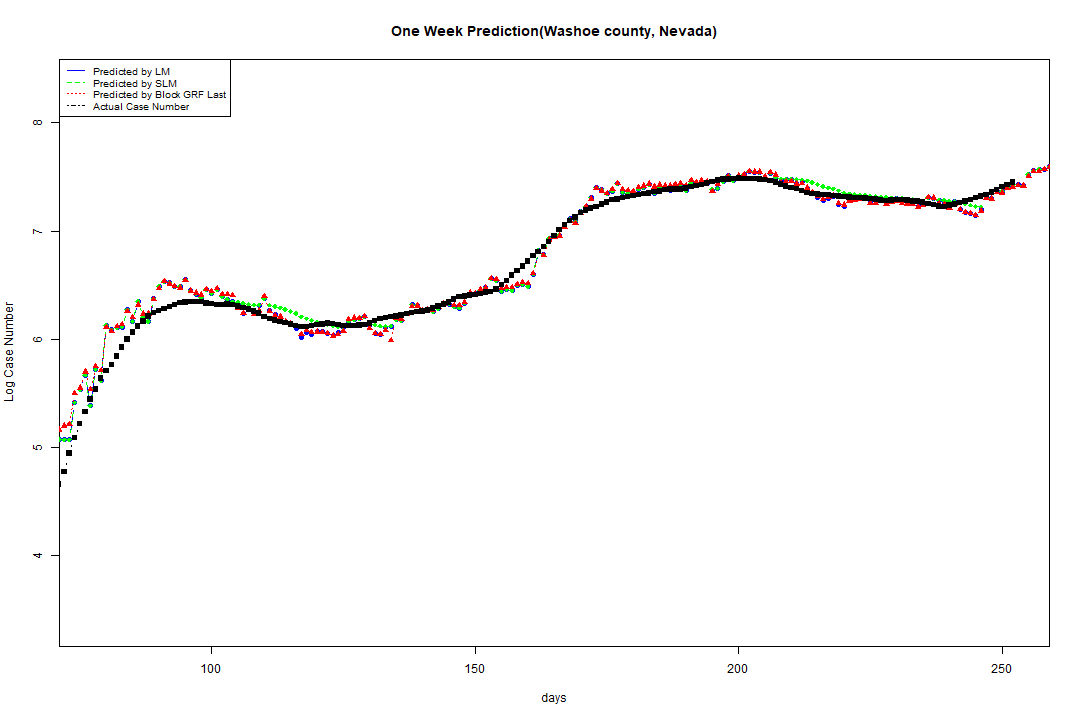 One Week Prediction(Washoe county, Nevada)
Predicted by LM
Predicted by SLM
Predicted by Block GRF Last
Actual Case Number
8
7
6
5
4
Log Case Number
100 150 200 250
days